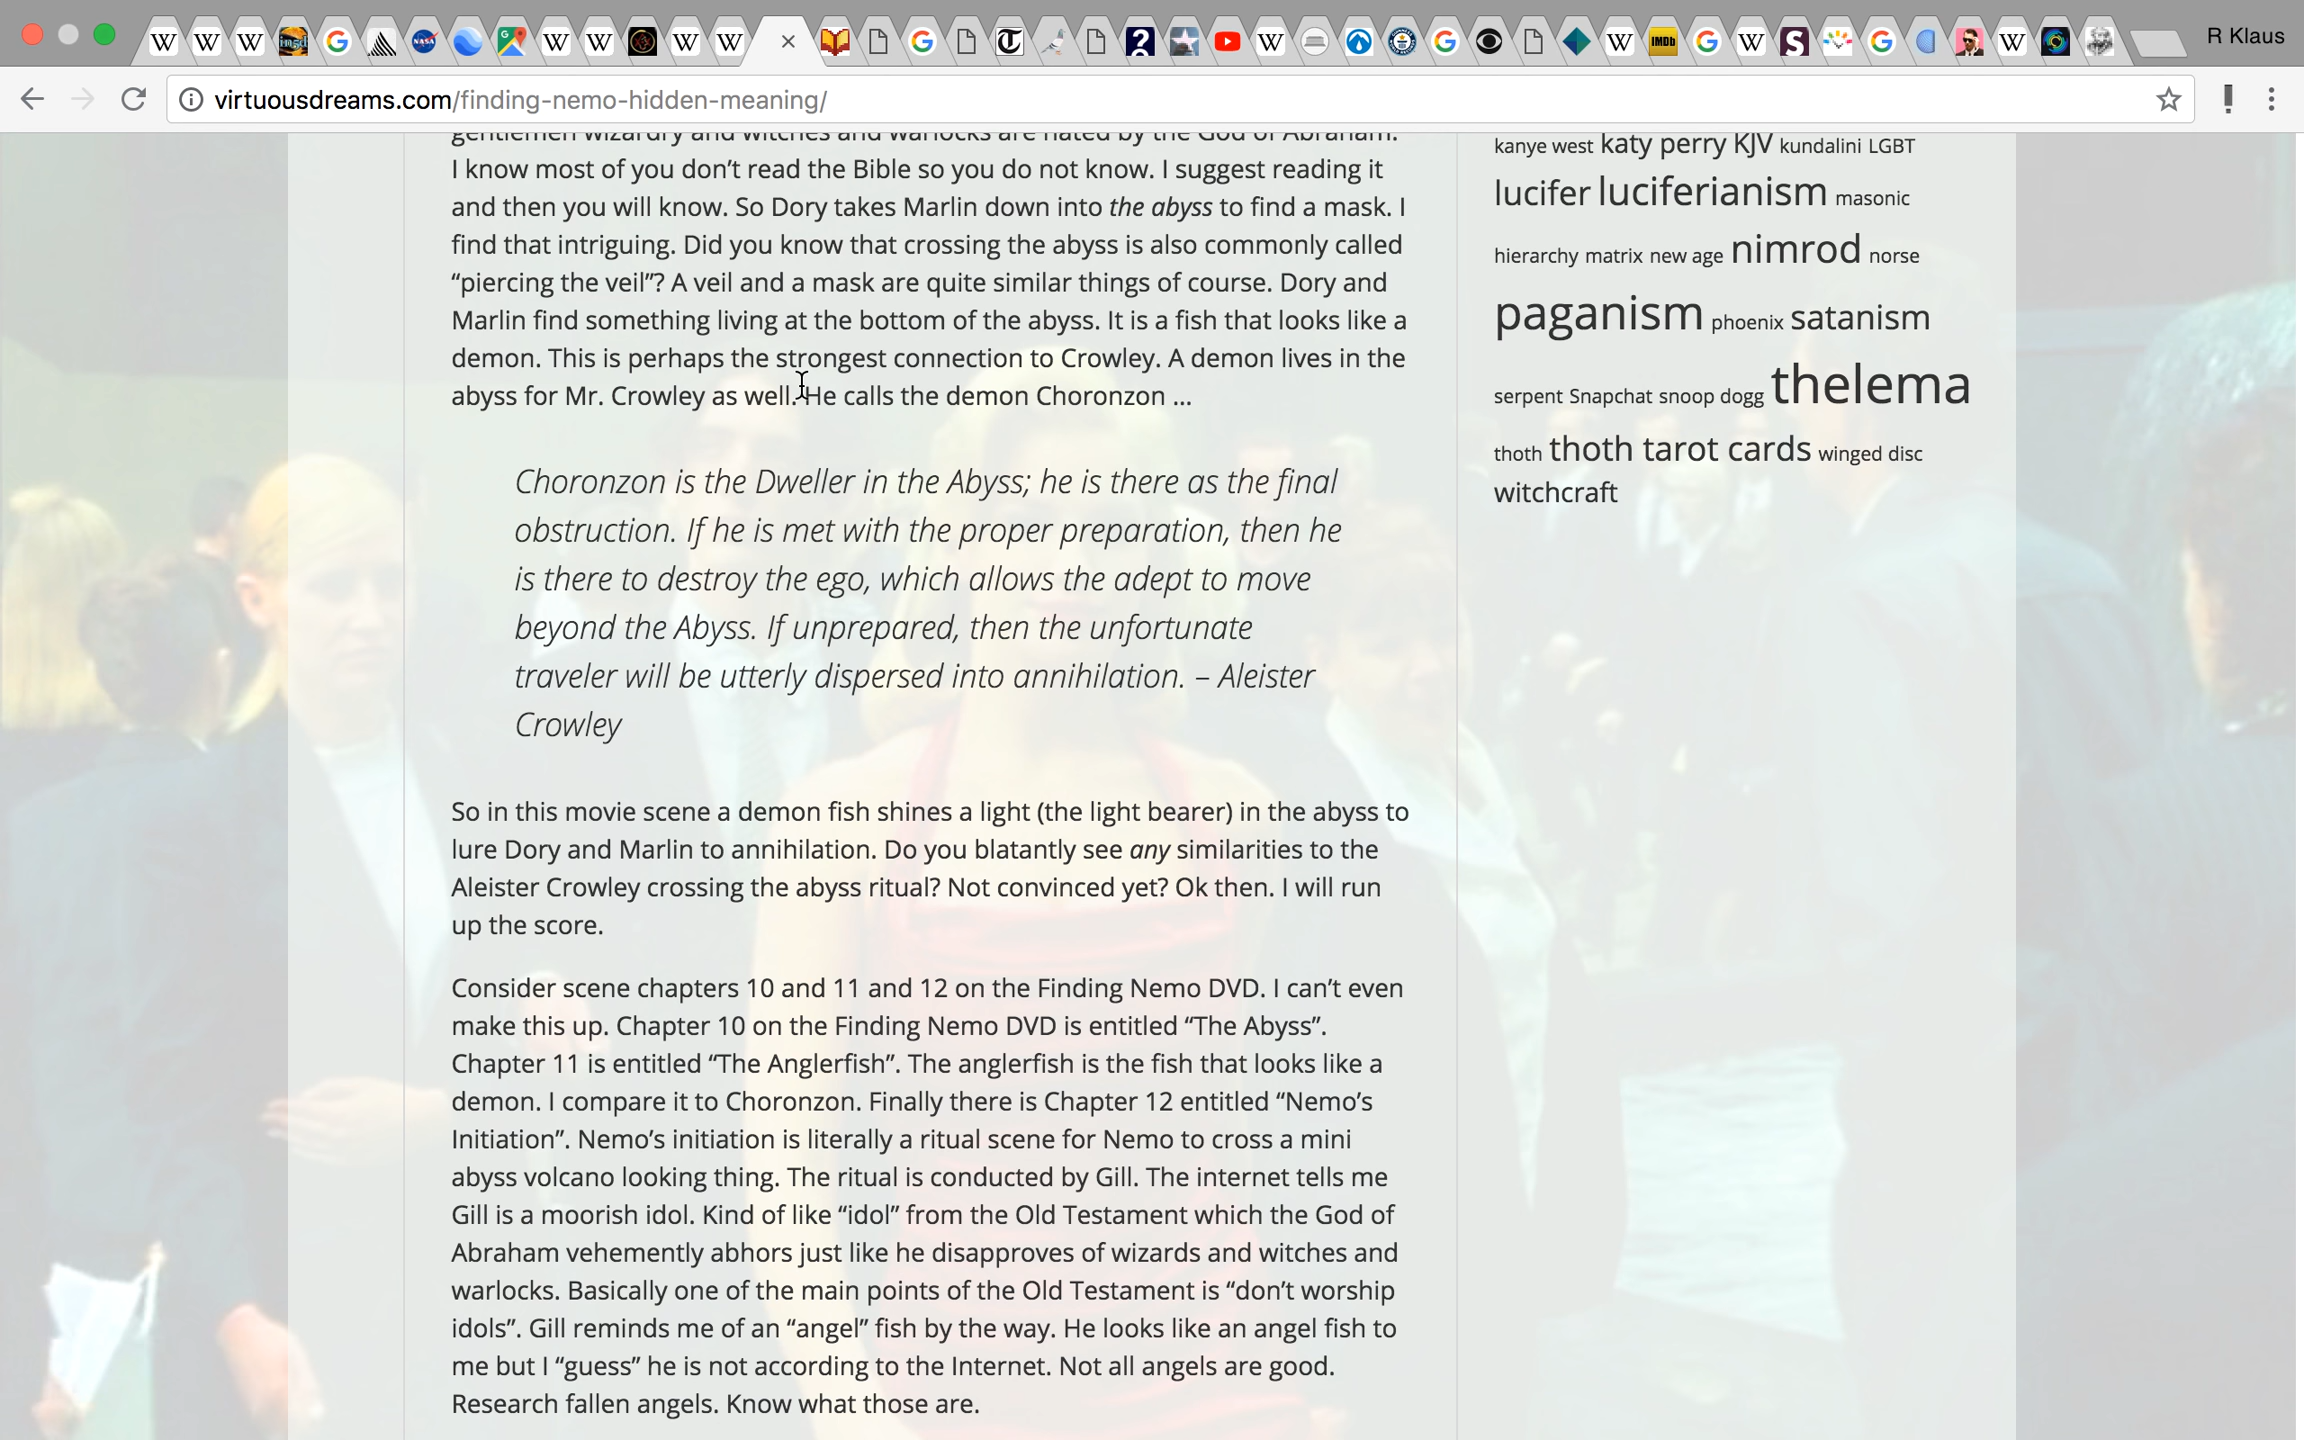 R Klaus
virtuousdreams.com/finding-nemo-hidden-meaning/
gentlemen wizardry and witches and warlocks are hated by the God of Abraham.
I know most of you don’t read the Bible so you do not know. I suggest reading it
and then you will know. So Dory takes Marlin down into the abyss to find a mask. I
find that intriguing. Did you know that crossing the abyss is also commonly called
“piercing the veil”? A veil and a mask are quite similar things of course. Dory and
Marlin find something living at the bottom of the abyss. It is a fish that looks like a
demon. This is perhaps the strongest connection to Crowley. A demon lives in the
abyss for Mr. Crowley as well. He calls the demon Choronzon ...
Choronzon is the Dweller in the Abyss; he is there as the final
obstruction. If he is met with the proper preparation, then he
is there to destroy the ego, which allows the adept to move
beyond the Abyss. If unprepared, then the unfortunate
traveler will be utterly dispersed into annihilation. – Aleister
Crowley
So in this movie scene a demon fish shines a light (the light bearer) in the abyss to
lure Dory and Marlin to annihilation. Do you blatantly see any similarities to the
Aleister Crowley crossing the abyss ritual? Not convinced yet? Ok then. I will run
up the score.
Consider scene chapters 10 and 11 and 12 on the Finding Nemo DVD. I can’t even
make this up. Chapter 10 on the Finding Nemo DVD is entitled “The Abyss”.
Chapter 11 is entitled “The Anglerfish”. The anglerfish is the fish that looks like a
demon. I compare it to Choronzon. Finally there is Chapter 12 entitled “Nemo’s
Initiation”. Nemo’s initiation is literally a ritual scene for Nemo to cross a mini
abyss volcano looking thing. The ritual is conducted by Gill. The internet tells me
Gill is a moorish idol. Kind of like “idol” from the Old Testament which the God of
Abraham vehemently abhors just like he disapproves of wizards and witches and
warlocks. Basically one of the main points of the Old Testament is “don’t worship
idols”. Gill reminds me of an “angel” fish by the way. He looks like an angel fish to
me but I “guess” he is not according to the Internet. Not all angels are good.
Research fallen angels. Know what those are.
kanye west katy perry KJV kundalini LGBT
lucifer luciferianism masonic
hierarchy matrix new age nimrod norse
paganism phoenix satanism
serpent Snapchat snoop dogg thelema
thoth thoth tarot cards winged disc
witchcraft